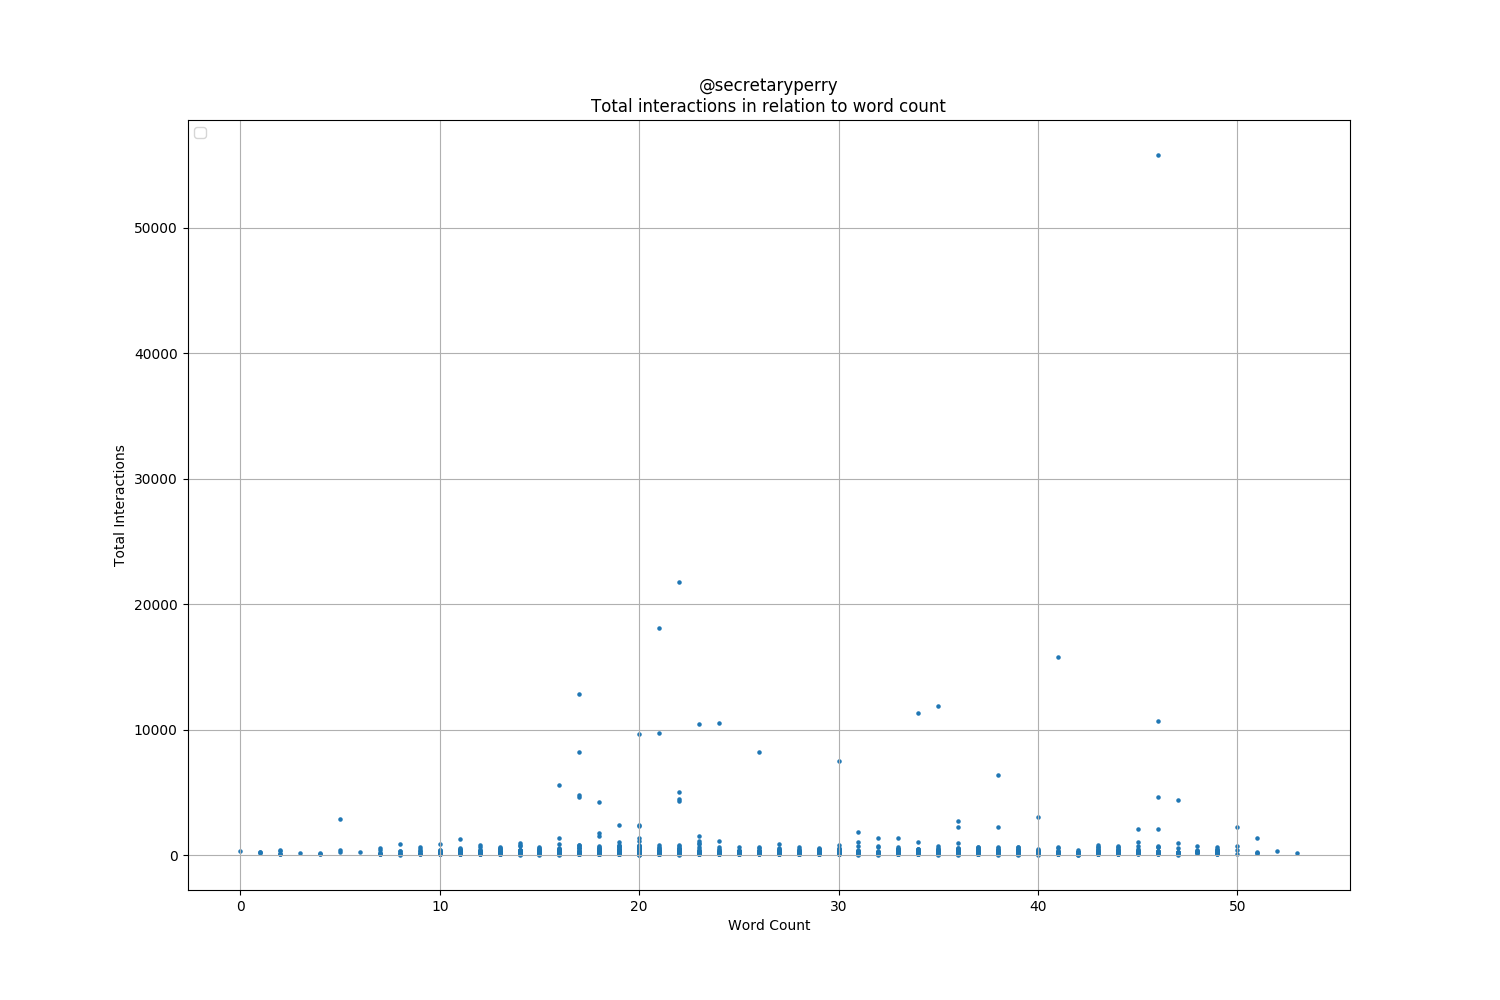 @secretaryperry
Total interactions in relation to word count
50000
40000
30000
20000
10000
0
Total Interactions
0 10 20 30 40 50
Word Count